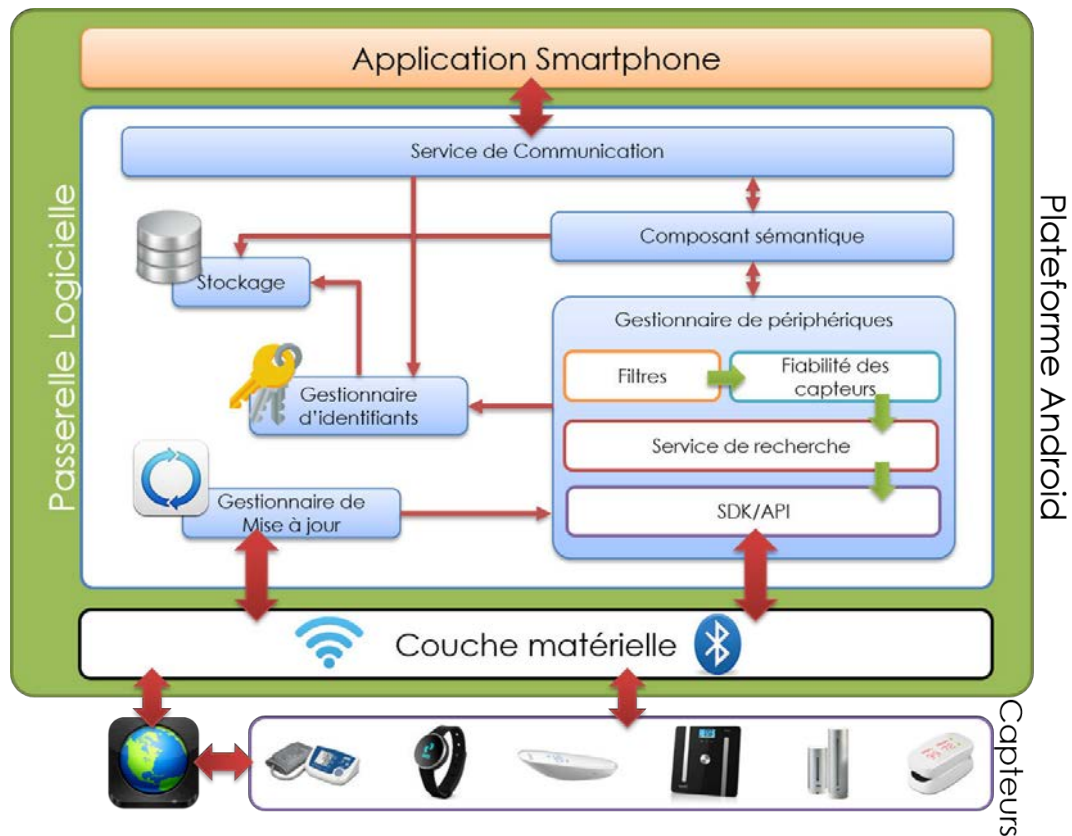 Application Smartphone
Service de Communication
Composant sémantique
Stockage
Gestionnaire de périphériques
Filtres
Fiabilité des
capteurs
Gestionnaire
d'identifiants
Service de recherche
Gestionnaire de
Mise à jour
SDK/API
Couche matérielle
Passerelle Logicielle
Plateforme Android
Capteurs